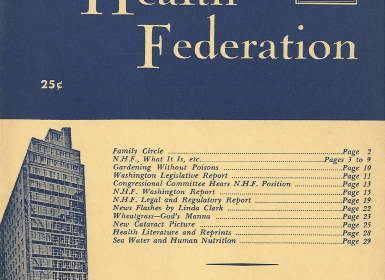 Health
Federation
25¢
Family Circle ........ Page 2
N.H.F., What It Is, etc. ........ Pages 3 to 9
Gardening Without Poisons ........ Page 10
Washington Legislative Report ........ Page 11
Congressional Committee Hears N.H.F. Position ........ Page 13
N.H.F. Washington Report ........ Page 15
N.H.F. Legal and Regulatory Report ........ Page 19
News Flashes by Linda Clark ........ Page 22
Wheatgrass—God's Manna ........ Page 23
New Cataract Picture ........ Page 25
Health Literature and Reprints ........ Page 28
Sea Water and Human Nutrition ........ Page 29